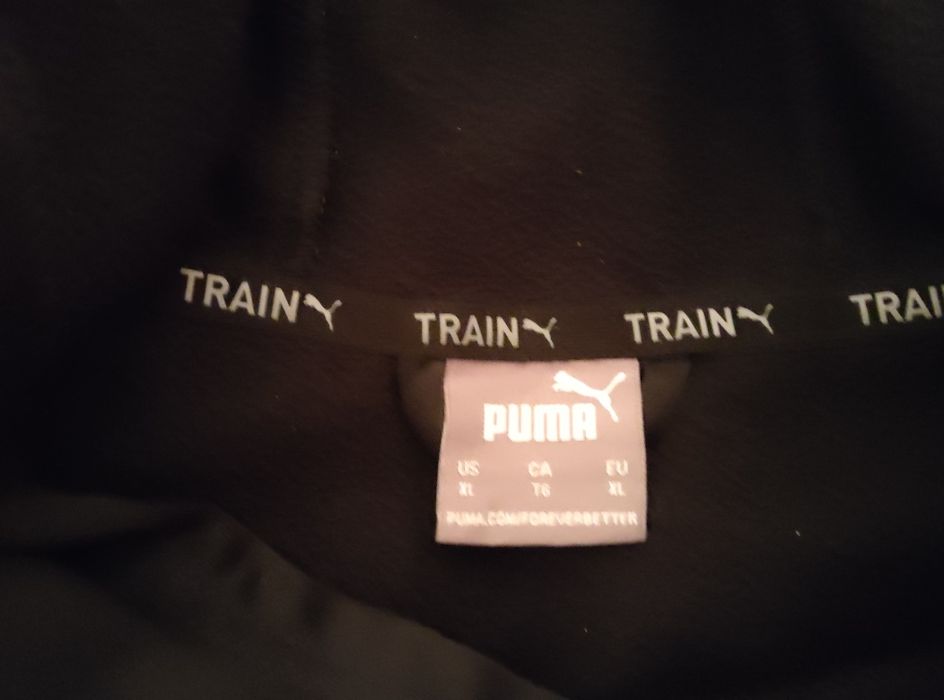 TRAIN
TRAIN
TRAIN
TRAI
PUMA
US CA EU
XL TG XL
PUMA.COM/FOREVERBETTER